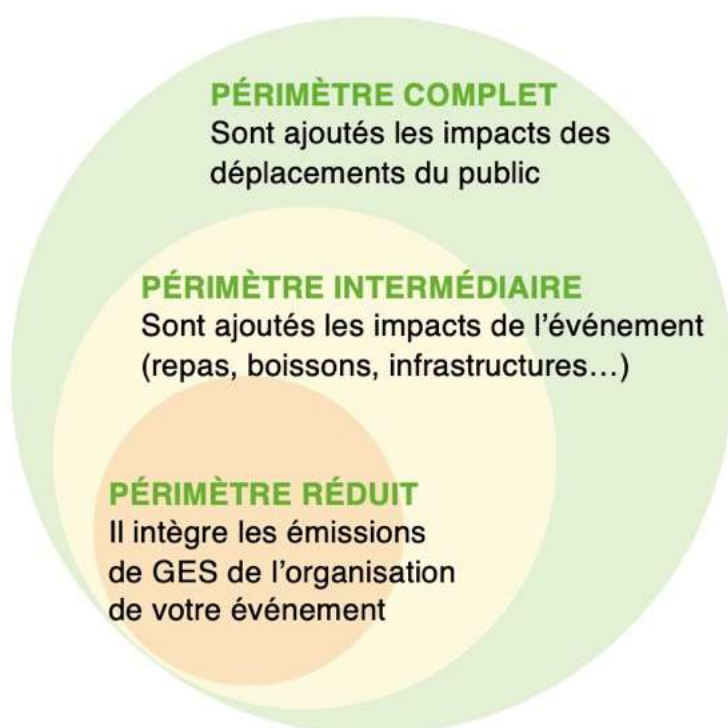 PÉRIMÈTRE COMPLET
Sont ajoutés les impacts des
déplacements du public
PÉRIMÈTRE INTERMÉDIAIRE
Sont ajoutés les impacts de l’événement
(repas, boissons, infrastructures…)
PÉRIMÈTRE RÉDUIT
Il intègre les émissions
de GES de l’organisation
de votre événement